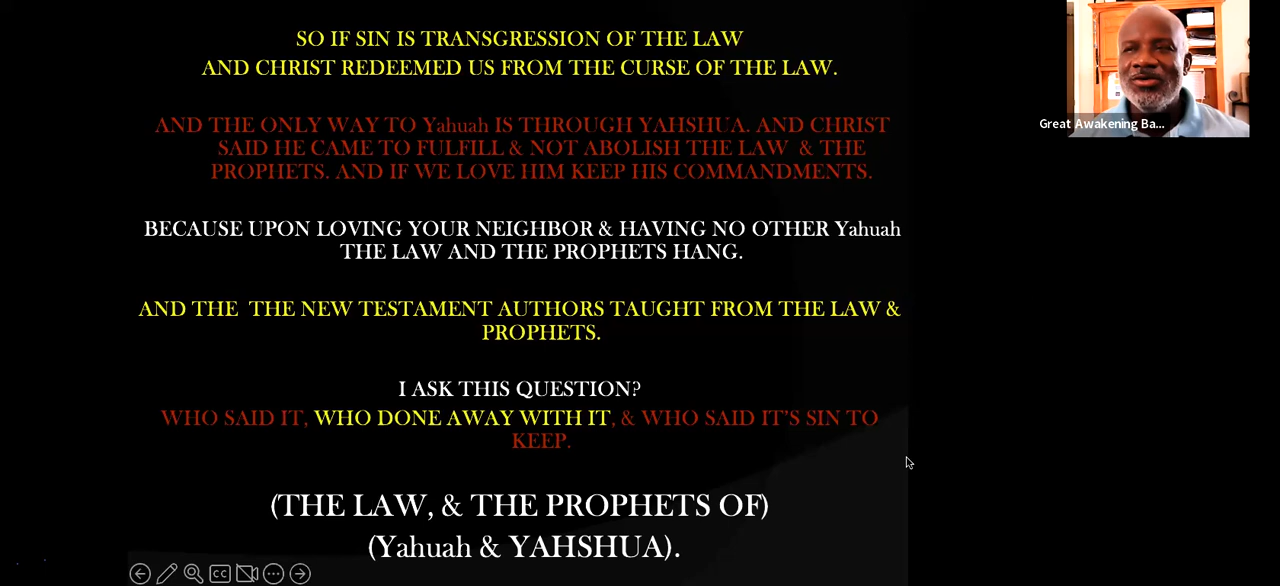 SO IF SIN IS TRANSGRESSION OF THE LAW
AND CHRIST REDEEMED US FROM THE CURSE OF THE LAW.
AND THE ONLY WAY TO Yahuah IS THROUGH YAHSHUA. AND CHRIST
SAID HE CAME TO FULFILL & NOT ABOLISH THE LAW & THE
PROPHETS. AND IF WE LOVE HIM KEEP HIS COMMANDMENTS.
BECAUSE UPON LOVING YOUR NEIGHBOR & HAVING NO OTHER Yahuah
THE LAW AND THE PROPHETS HANG.
AND THE THE NEW TESTAMENT AUTHORS TAUGHT FROM THE LAW &
PROPHETS.
I ASK THIS QUESTION?
WHO SAID IT, WHO DONE AWAY WITH IT, & WHO SAID IT'S SIN TO
KEEP.
(THE LAW, & THE PROPHETS OF)
(Yahuah & YAHSHUA).
CC
Great Awakening Ba...